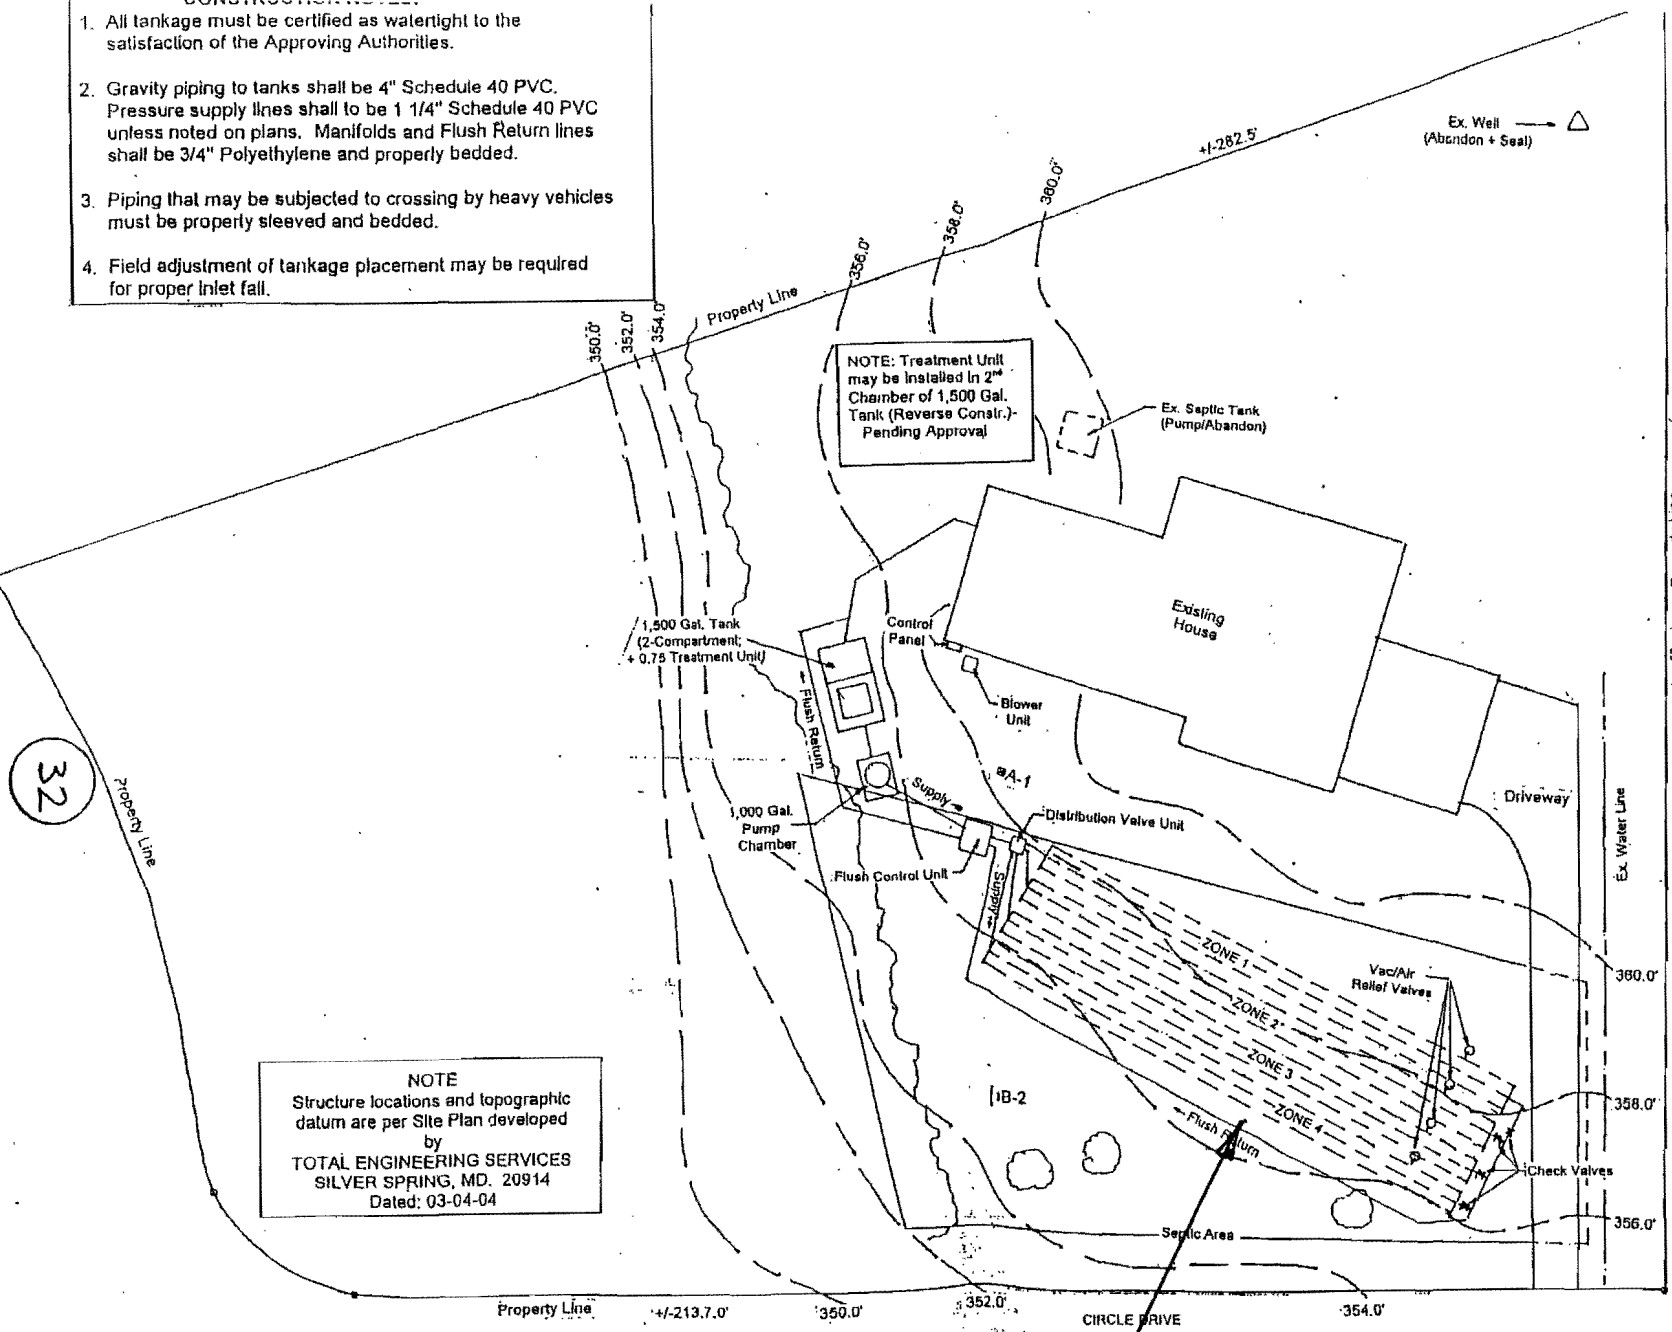 CONSTRUCTION NOTES:
1. All tankage must be certified as watertight to the
satisfaction of the Approving Authorities.
2. Gravity piping to tanks shall be 4" Schedule 40 PVC.
Pressure supply lines shall to be 1 1/4" Schedule 40 PVC
unless noted on plans. Manifolds and Flush Return lines
shall be 3/4" Polyethylene and properly bedded.
3. Piping that may be subjected to crossing by heavy vehicles
must be properly sleeved and bedded.
4. Field adjustment of tankage placement may be required
for proper inlet fall.
Ex. Well
(Abandon + Seal)
+/-282.5'
360.0'
358.0'
356.0'
Property Line
354.0'
352.0'
350.0'
NOTE: Treatment Unit
may be installed in 2nd
Chamber of 1,500 Gal.
Tank (Reverse Constr.)-
Pending Approval
Ex. Septic Tank
(Pump/Abandon)
Existing
House
1,500 Gal. Tank
(2-Compartment;
+ 0.75 Treatment Unit)
Control
Panel
Blower
Unit
Flush Return
A-1
Supply
1,000 Gal.
Pump
Chamber
Distribution Valve Unit
Flush Control Unit
Supply
Driveway
Ex. Water Line
32
Property Line
ZONE 1
ZONE 2
ZONE 3
ZONE 4
Vac/Air
Relief Valves
360.0'
358.0'
356.0'
B-2
Flush Return
Check Valves
Septic Area
NOTE
Structure locations and topographic
datum are per Site Plan developed
by
TOTAL ENGINEERING SERVICES
SILVER SPRING, MD. 20914
Dated: 03-04-04
Property Line
+/-213.7.0'
350.0'
352.0'
CIRCLE DRIVE
354.0'